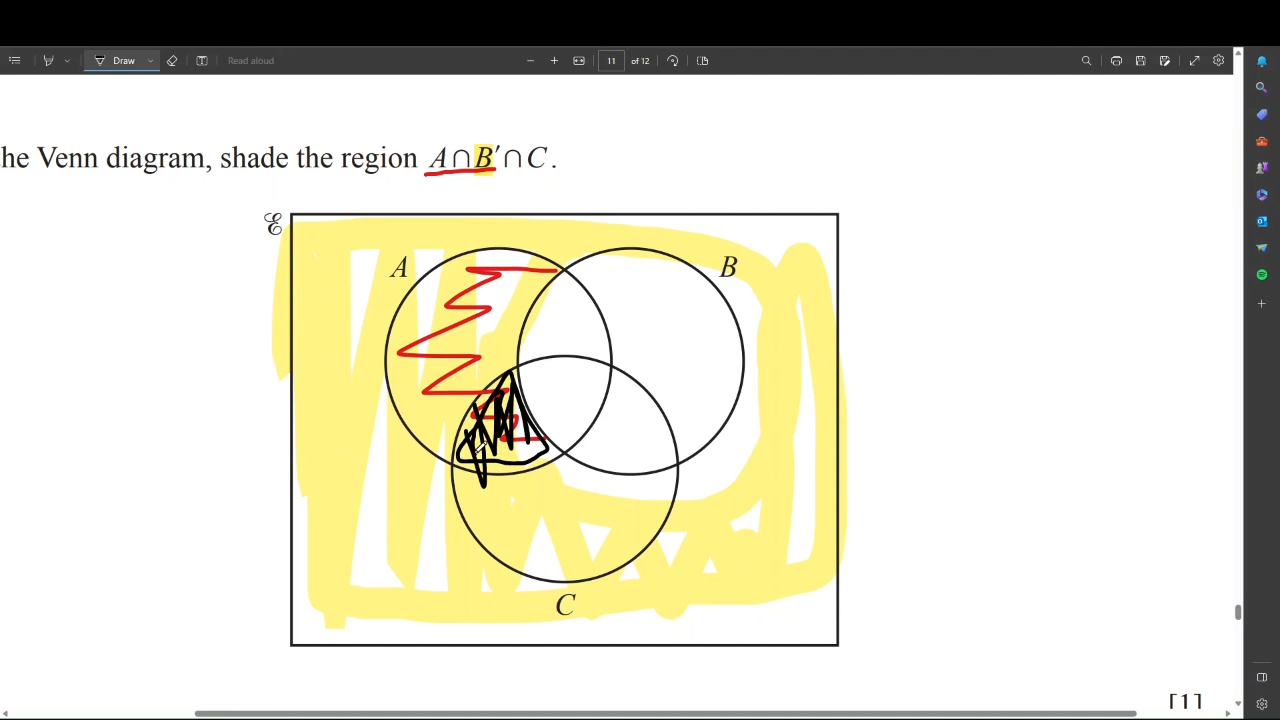 Draw
Read aloud
11 of 12
he Venn diagram, shade the region A∩B′∩C.
ℰ
A
B
C
[1]